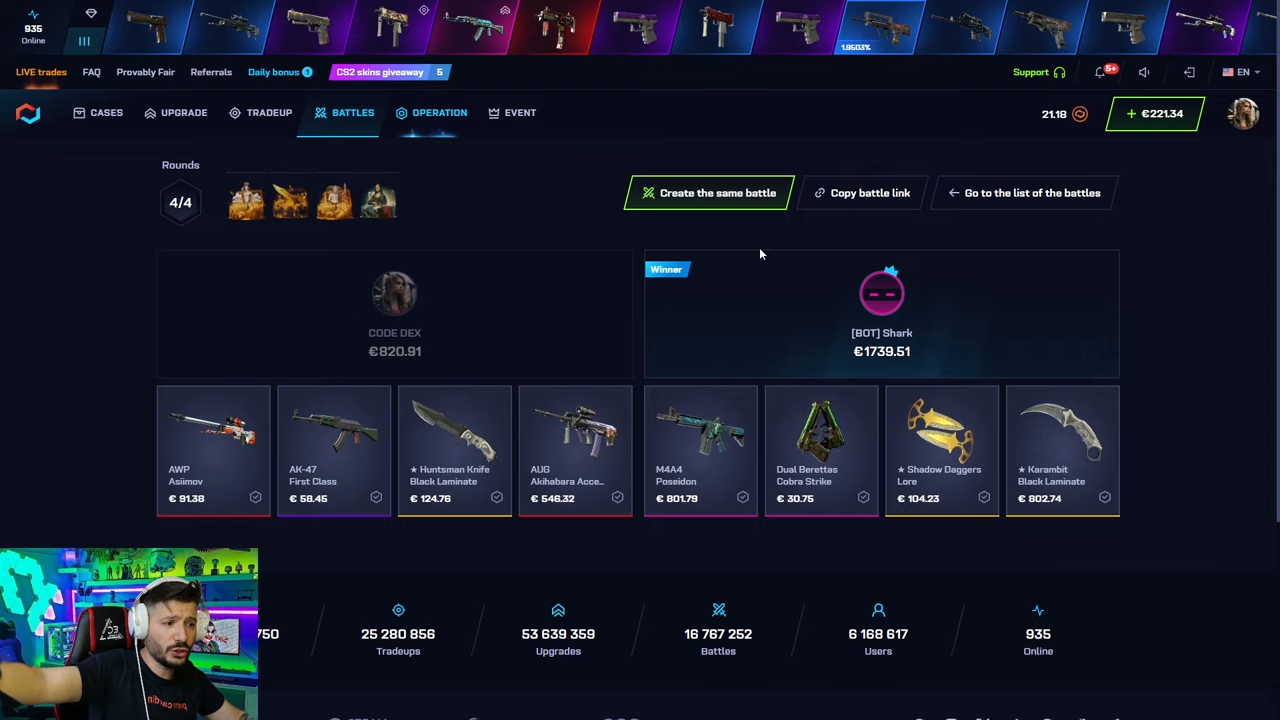 935
Online
1.9503%
LIVE trades
FAQ
Provably Fair
Referrals
Daily bonus 1
CS2 skins giveaway 5
Support
5+
EN
CASES
UPGRADE
TRADEUP
BATTLES
OPERATION
EVENT
21.18
+ €221.34
Rounds
4/4
Create the same battle
Copy battle link
Go to the list of the battles
CODE DEX
€820.91
Winner
[BOT] Shark
€1739.51
AWP
Asiimov
€ 91.38
AK-47
First Class
€ 58.45
★ Huntsman Knife
Black Laminate
€ 124.76
AUG
Akihabara Acce...
€ 546.32
M4A4
Poseidon
€ 801.79
Dual Berettas
Cobra Strike
€ 30.75
★ Shadow Daggers
Lore
€ 104.23
★ Karambit
Black Laminate
€ 802.74
750
25 280 856
Tradeups
53 639 359
Upgrades
16 767 252
Battles
6 168 617
Users
935
Online